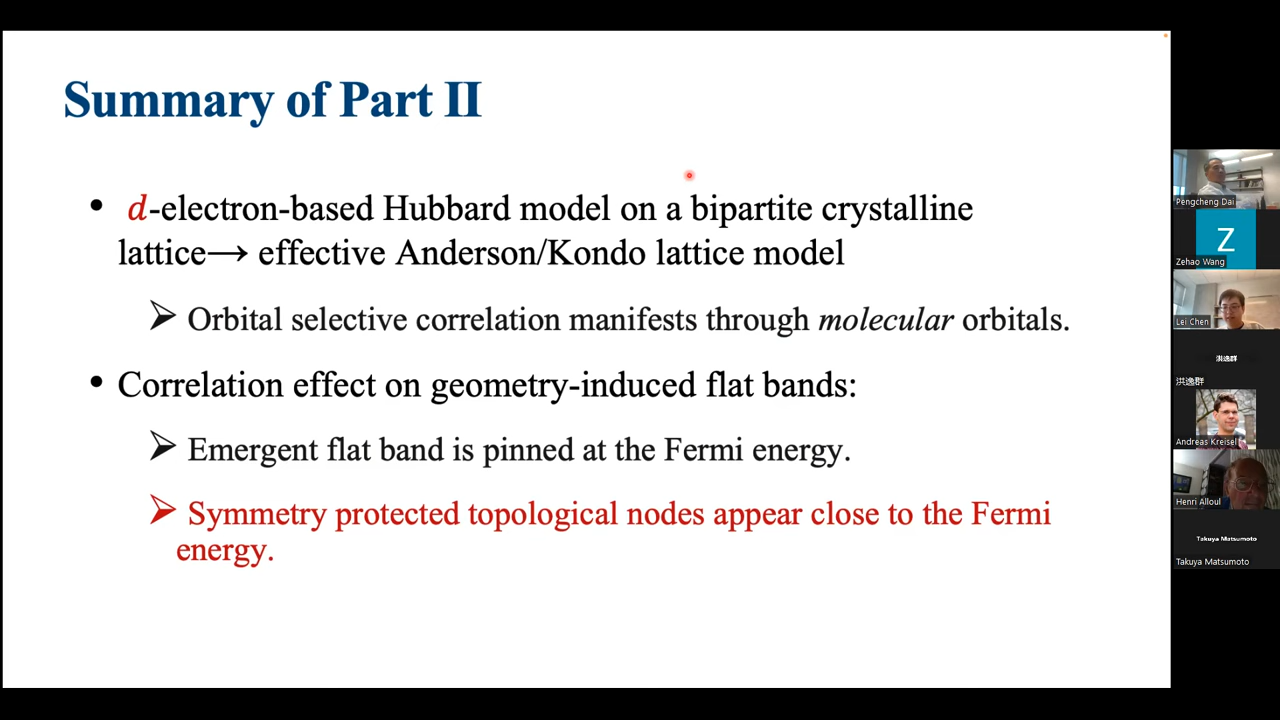 Summary of Part II
• d-electron-based Hubbard model on a bipartite crystalline
lattice→ effective Anderson/Kondo lattice model
➢ Orbital selective correlation manifests through molecular orbitals.
• Correlation effect on geometry-induced flat bands:
➢ Emergent flat band is pinned at the Fermi energy.
➢ Symmetry protected topological nodes appear close to the Fermi
energy.
Pengcheng Dai
Z
Zehao Wang
Lei Chen
洪逸群
洪逸群
Andreas Kreisel
Henri Alloul
Takuya Matsumoto
Takuya Matsumoto